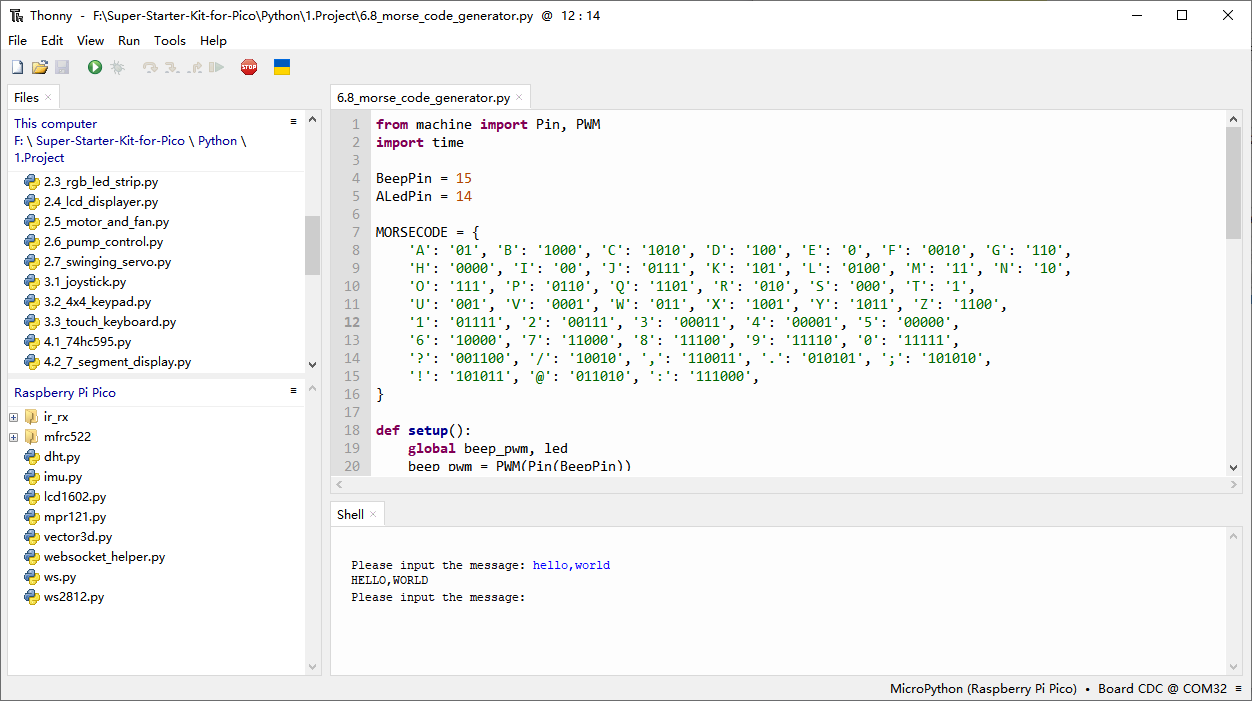 Thonny - F:\Super-Starter-Kit-for-Pico\Python\1.Project\6.8_morse_code_generator.py @ 12 : 14
File Edit View Run Tools Help
STOP
Files ×
This computer
F: \ Super-Starter-Kit-for-Pico \ Python \
1.Project
2.3_rgb_led_strip.py
2.4_lcd_displayer.py
2.5_motor_and_fan.py
2.6_pump_control.py
2.7_swinging_servo.py
3.1_joystick.py
3.2_4x4_keypad.py
3.3_touch_keyboard.py
4.1_74hc595.py
4.2_7_segment_display.py
Raspberry Pi Pico
ir_rx
mfrc522
dht.py
imu.py
lcd1602.py
mpr121.py
vector3d.py
websocket_helper.py
ws.py
ws2812.py
6.8_morse_code_generator.py ×
1 from machine import Pin, PWM
2 import time
3
4 BeepPin = 15
5 ALedPin = 14
6
7 MORSECODE = {
8     'A': '01', 'B': '1000', 'C': '1010', 'D': '100', 'E': '0', 'F': '0010', 'G': '110',
9     'H': '0000', 'I': '00', 'J': '0111', 'K': '101', 'L': '0100', 'M': '11', 'N': '10',
10     'O': '111', 'P': '0110', 'Q': '1101', 'R': '010', 'S': '000', 'T': '1',
11     'U': '001', 'V': '0001', 'W': '011', 'X': '1001', 'Y': '1011', 'Z': '1100',
12     '1': '01111', '2': '00111', '3': '00011', '4': '00001', '5': '00000',
13     '6': '10000', '7': '11000', '8': '11100', '9': '11110', '0': '11111',
14     '?': '001100', '/': '10010', ',': '110011', '.': '010101', ';': '101010',
15     '!': '101011', '@': '011010', ':': '111000',
16 }
17
18 def setup():
19     global beep_pwm, led
20     beep_pwm = PWM(Pin(BeepPin))
Shell ×
Please input the message: hello,world
HELLO,WORLD
Please input the message:
MicroPython (Raspberry Pi Pico) • Board CDC @ COM32 ≡